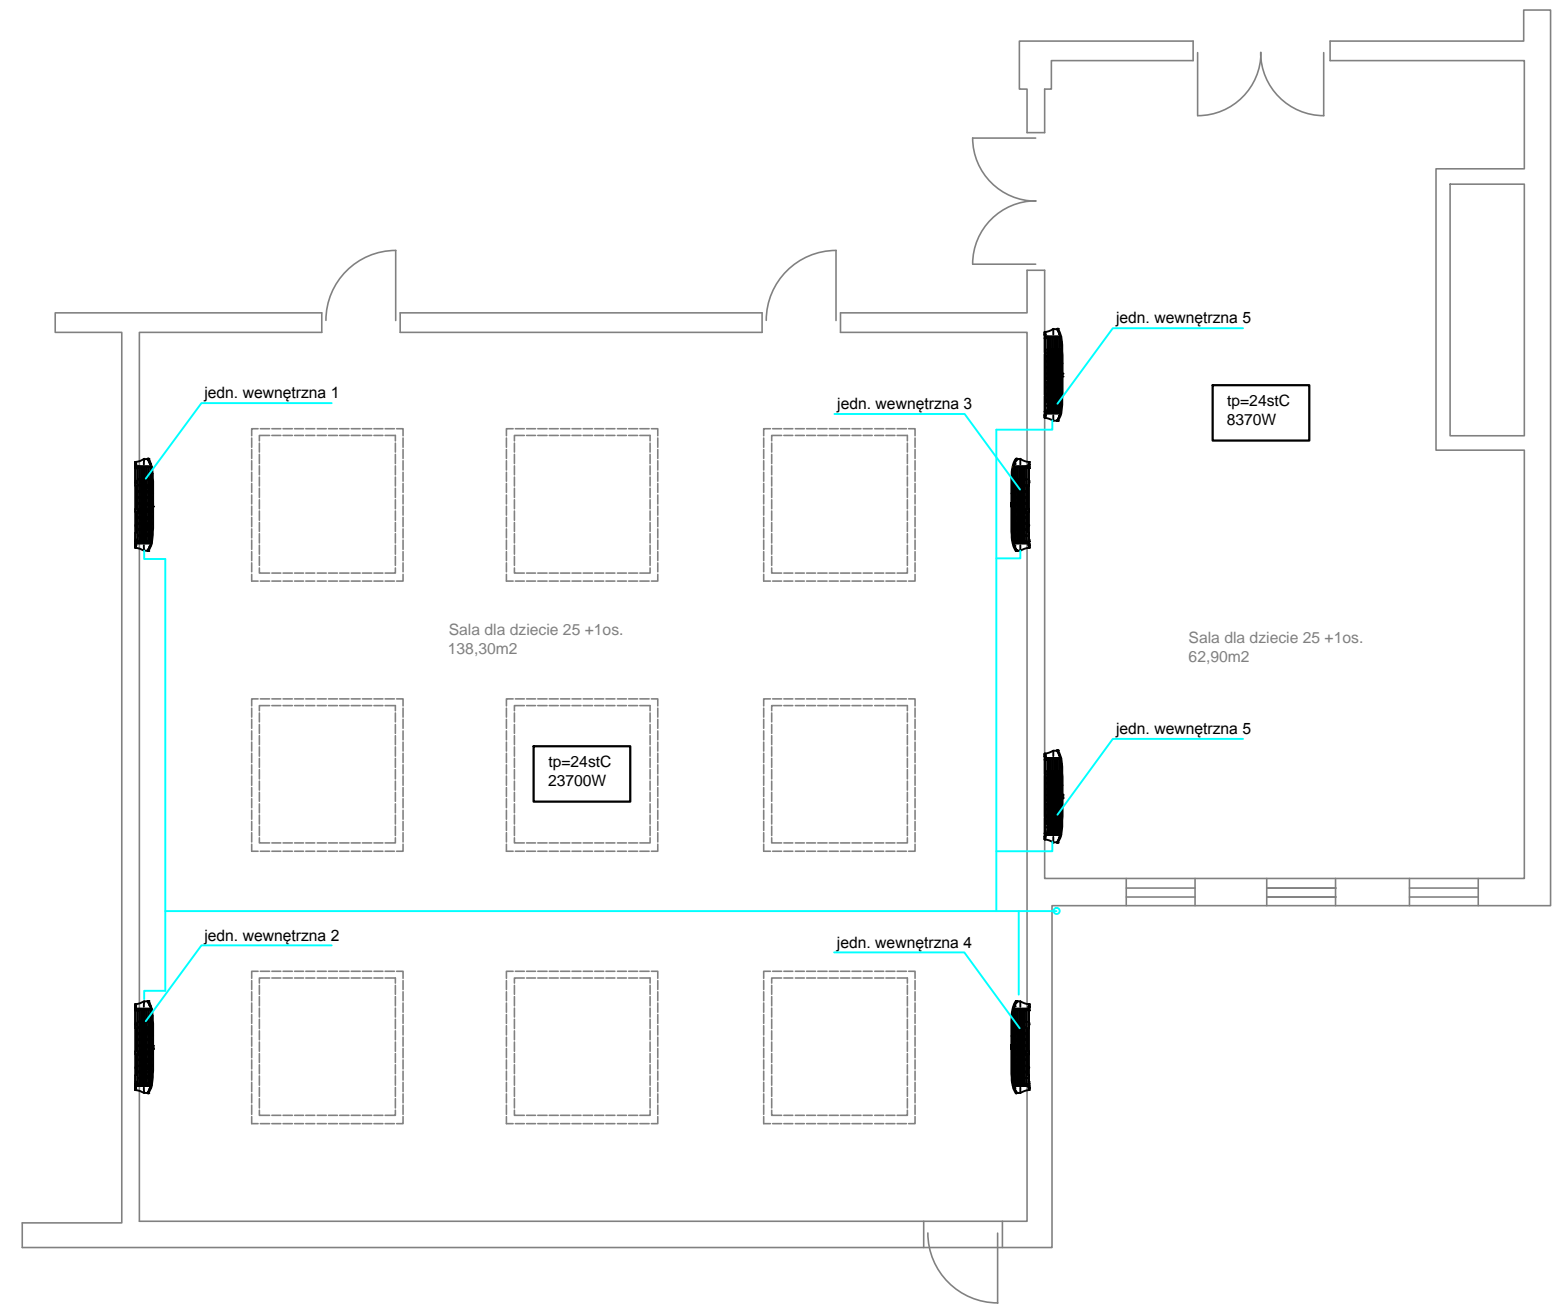 jedn. wewnętrzna 5
tp=24stC
8370W
jedn. wewnętrzna 1
jedn. wewnętrzna 3
Sala dla dziecie 25 +1os.
138,30m2
Sala dla dziecie 25 +1os.
62,90m2
tp=24stC
23700W
jedn. wewnętrzna 5
jedn. wewnętrzna 2
jedn. wewnętrzna 4